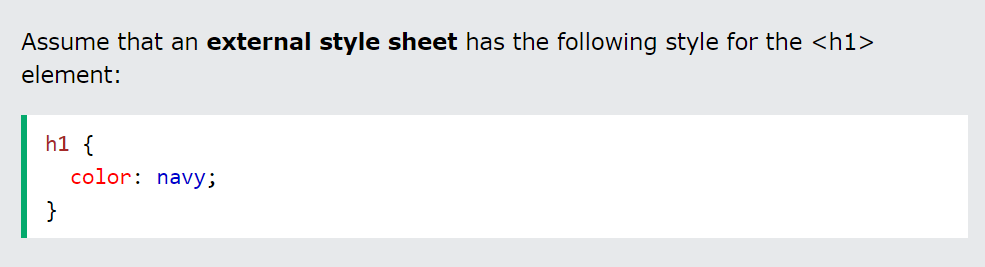 Assume that an external style sheet has the following style for the <h1>
element:
h1 {
  color: navy;
}